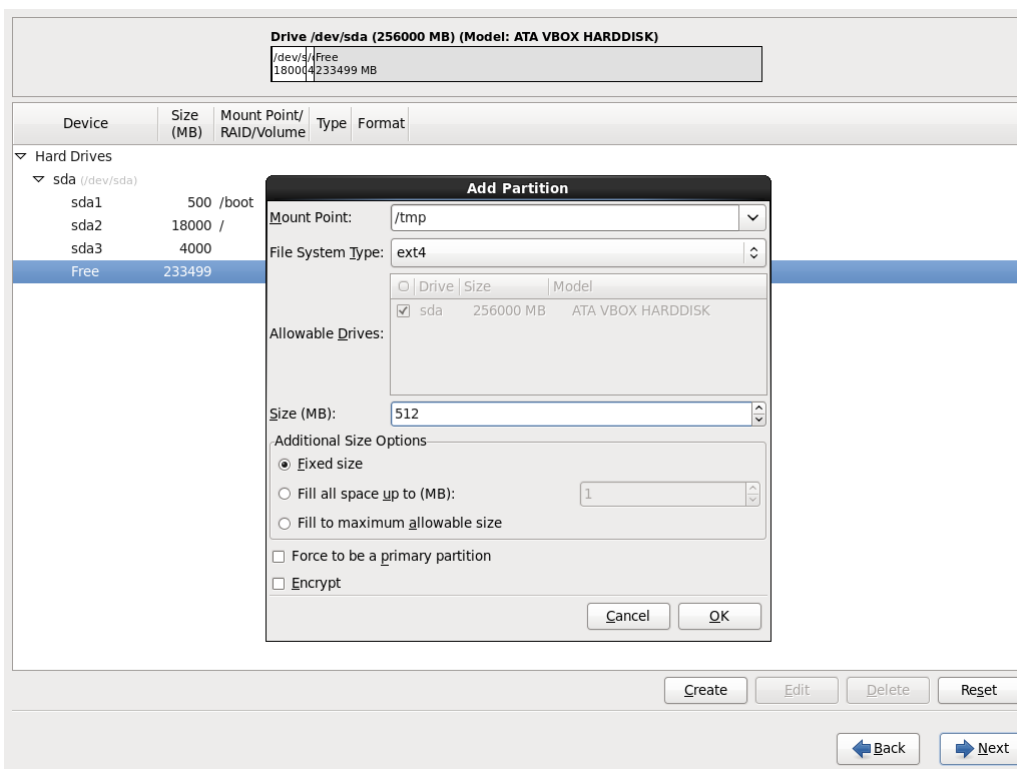 Drive /dev/sda (256000 MB) (Model: ATA VBOX HARDDISK)
/dev/s/ Free
18000 4 233499 MB
Device Size (MB) Mount Point/ RAID/Volume Type Format
Hard Drives
sda (/dev/sda)
sda1 500 /boot
sda2 18000 /
sda3 4000
Free 233499
Add Partition
Mount Point: /tmp
File System Type: ext4
Drive Size Model
sda 256000 MB ATA VBOX HARDDISK
Allowable Drives:
Size (MB): 512
Additional Size Options
Fixed size
Fill all space up to (MB): 1
Fill to maximum allowable size
Force to be a primary partition
Encrypt
Cancel OK
Create Edit Delete Reset
Back Next